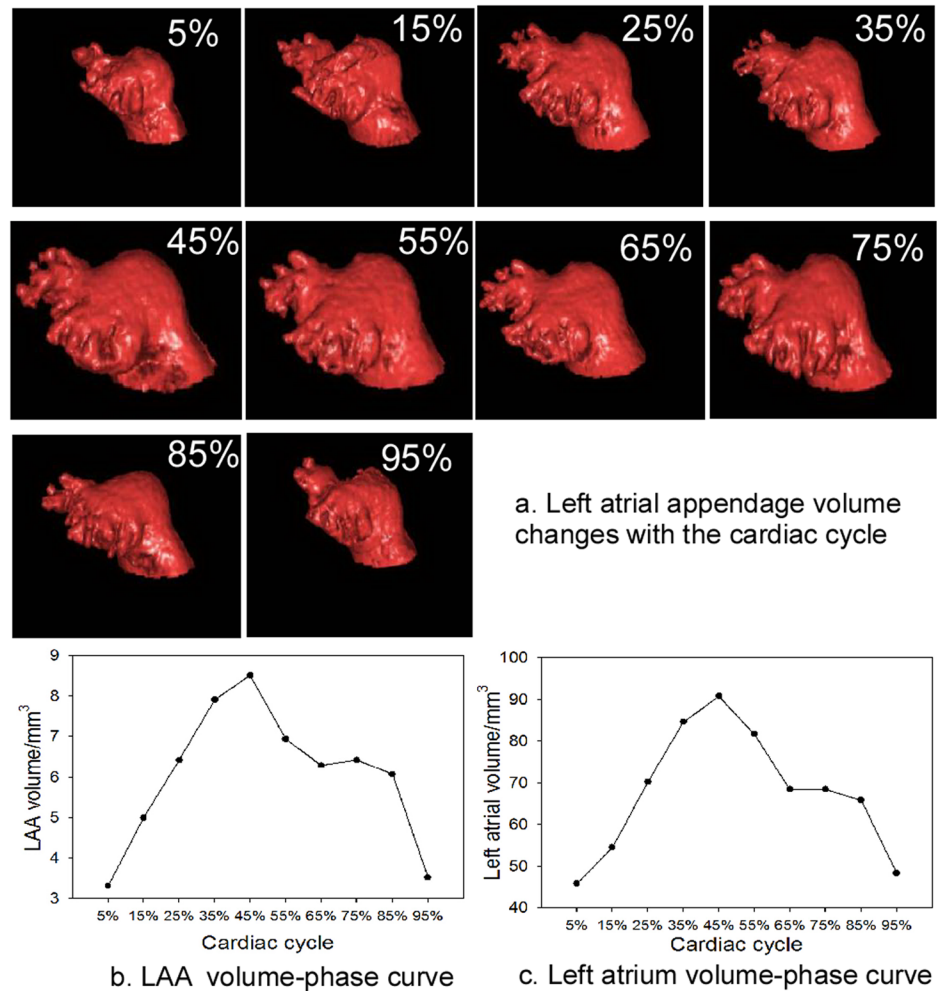 5%
15%
25%
35%
45%
55%
65%
75%
85%
95%
a. Left atrial appendage volume
changes with the cardiac cycle
LAA volume/mm³
9
8
7
6
5
4
3
5% 15% 25% 35% 45% 55% 65% 75% 85% 95%
Cardiac cycle
b. LAA volume-phase curve
Left atrial volume/mm³
100
90
80
70
60
50
40
5% 15% 25% 35% 45% 55% 65% 75% 85% 95%
Cardiac cycle
c. Left atrium volume-phase curve